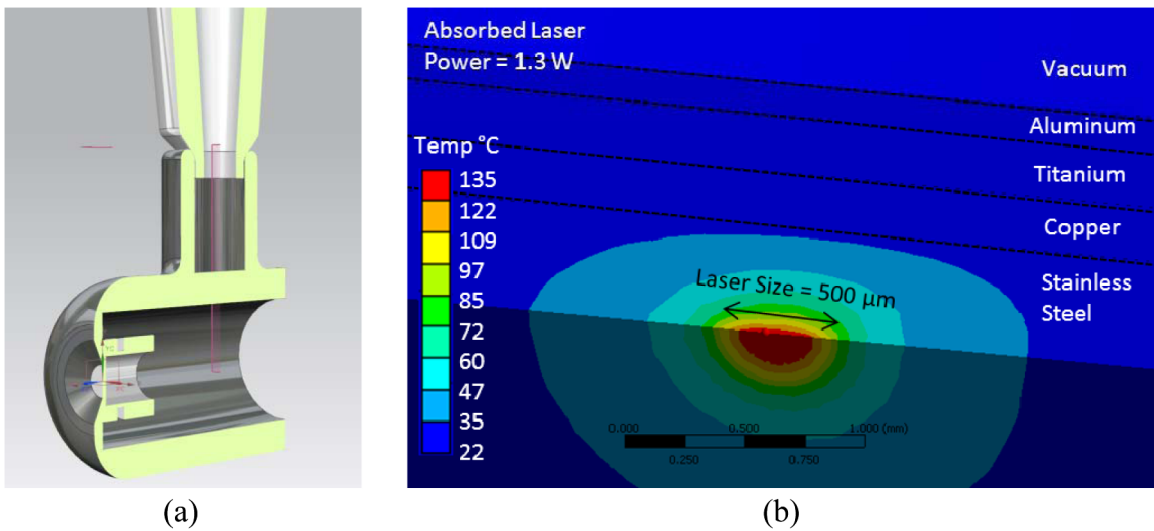 Absorbed Laser
Power = 1.3 W
Vacuum
Aluminum
Temp °C
Titanium
135
122
109
97
85
72
60
47
35
22
Copper
Stainless
Steel
Laser Size = 500 μm
0.000
0.500
1.000 (mm)
0.250
0.750
(a)
(b)